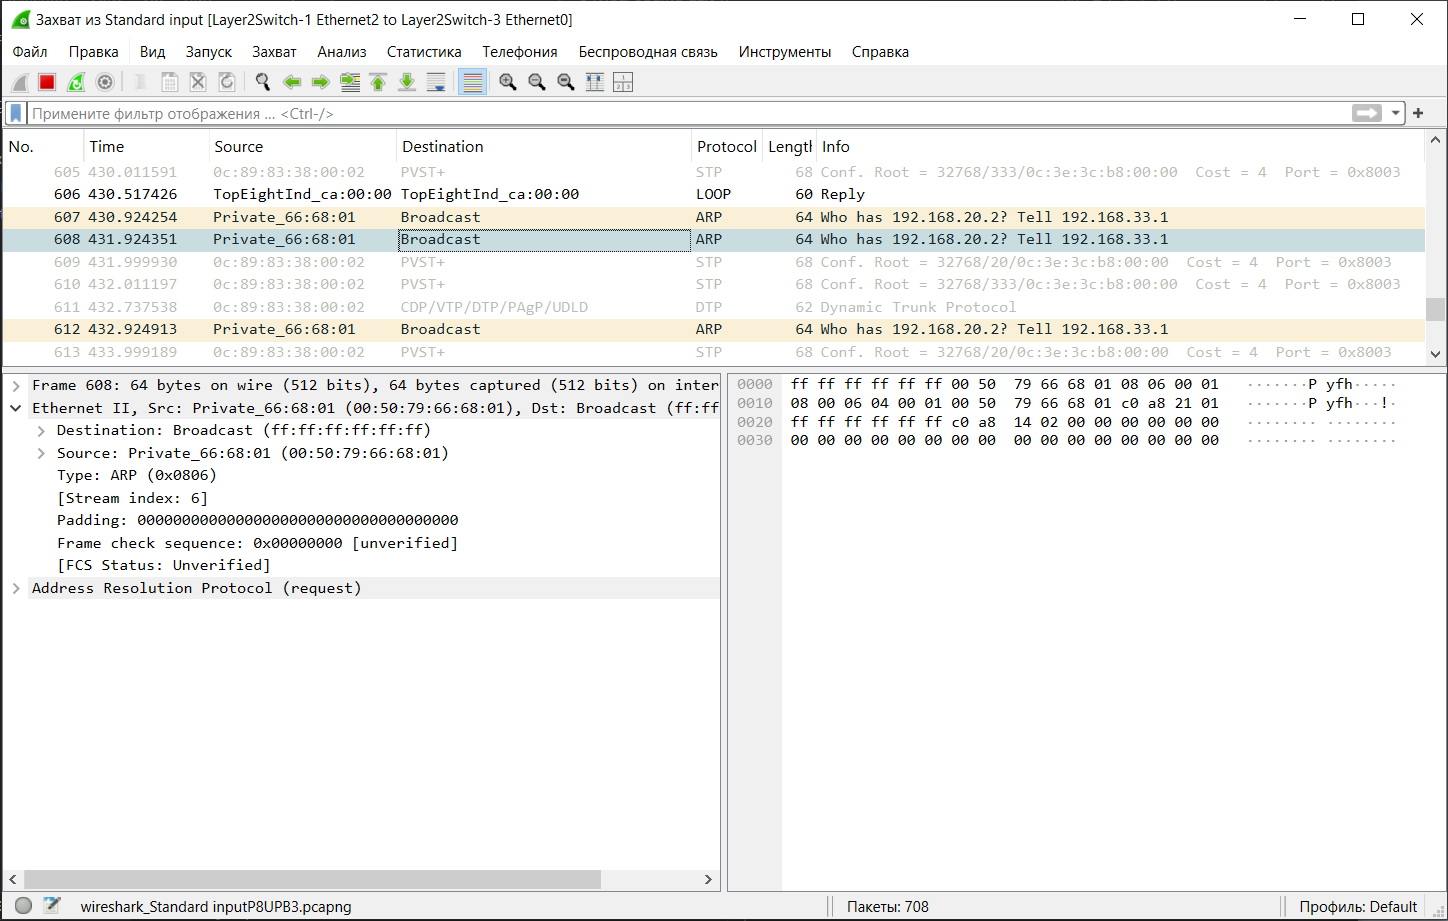 Захват из Standard input [Layer2Switch-1 Ethernet2 to Layer2Switch-3 Ethernet0]
Файл Правка Вид Запуск Захват Анализ Статистика Телефония Беспроводная связь Инструменты Справка
Примените фильтр отображения ... <Ctrl-/>
No. Time Source Destination Protocol Lengtl Info
605 430.011591 0c:89:83:38:00:02 PVST+ STP 68 Conf. Root = 32768/333/0c:3e:3c:b8:00:00 Cost = 4 Port = 0x8003
606 430.517426 TopEightInd_ca:00:00 TopEightInd_ca:00:00 LOOP 60 Reply
607 430.924254 Private_66:68:01 Broadcast ARP 64 Who has 192.168.20.2? Tell 192.168.33.1
608 431.924351 Private_66:68:01 Broadcast ARP 64 Who has 192.168.20.2? Tell 192.168.33.1
609 431.999930 0c:89:83:38:00:02 PVST+ STP 68 Conf. Root = 32768/20/0c:3e:3c:b8:00:00 Cost = 4 Port = 0x8003
610 432.011197 0c:89:83:38:00:02 PVST+ STP 68 Conf. Root = 32768/333/0c:3e:3c:b8:00:00 Cost = 4 Port = 0x8003
611 432.737538 0c:89:83:38:00:02 CDP/VTP/DTP/PAgP/UDLD DTP 62 Dynamic Trunk Protocol
612 432.924913 Private_66:68:01 Broadcast ARP 64 Who has 192.168.20.2? Tell 192.168.33.1
613 433.999189 0c:89:83:38:00:02 PVST+ STP 68 Conf. Root = 32768/20/0c:3e:3c:b8:00:00 Cost = 4 Port = 0x8003
Frame 608: 64 bytes on wire (512 bits), 64 bytes captured (512 bits) on inter
Ethernet II, Src: Private_66:68:01 (00:50:79:66:68:01), Dst: Broadcast (ff:ff
Destination: Broadcast (ff:ff:ff:ff:ff:ff)
Source: Private_66:68:01 (00:50:79:66:68:01)
Type: ARP (0x0806)
[Stream index: 6]
Padding: 000000000000000000000000000000000000
Frame check sequence: 0x00000000 [unverified]
[FCS Status: Unverified]
Address Resolution Protocol (request)
0000 ff ff ff ff ff ff 00 50 79 66 68 01 08 06 00 01 ·······P yfh·····
0010 08 00 06 04 00 01 00 50 79 66 68 01 c0 a8 21 01 ·······P yfh···!·
0020 ff ff ff ff ff ff c0 a8 14 02 00 00 00 00 00 00 ········ ········
0030 00 00 00 00 00 00 00 00 00 00 00 00 00 00 00 00 ········ ········
wireshark_Standard inputP8UPB3.pcapng Пакеты: 708 Профиль: Default